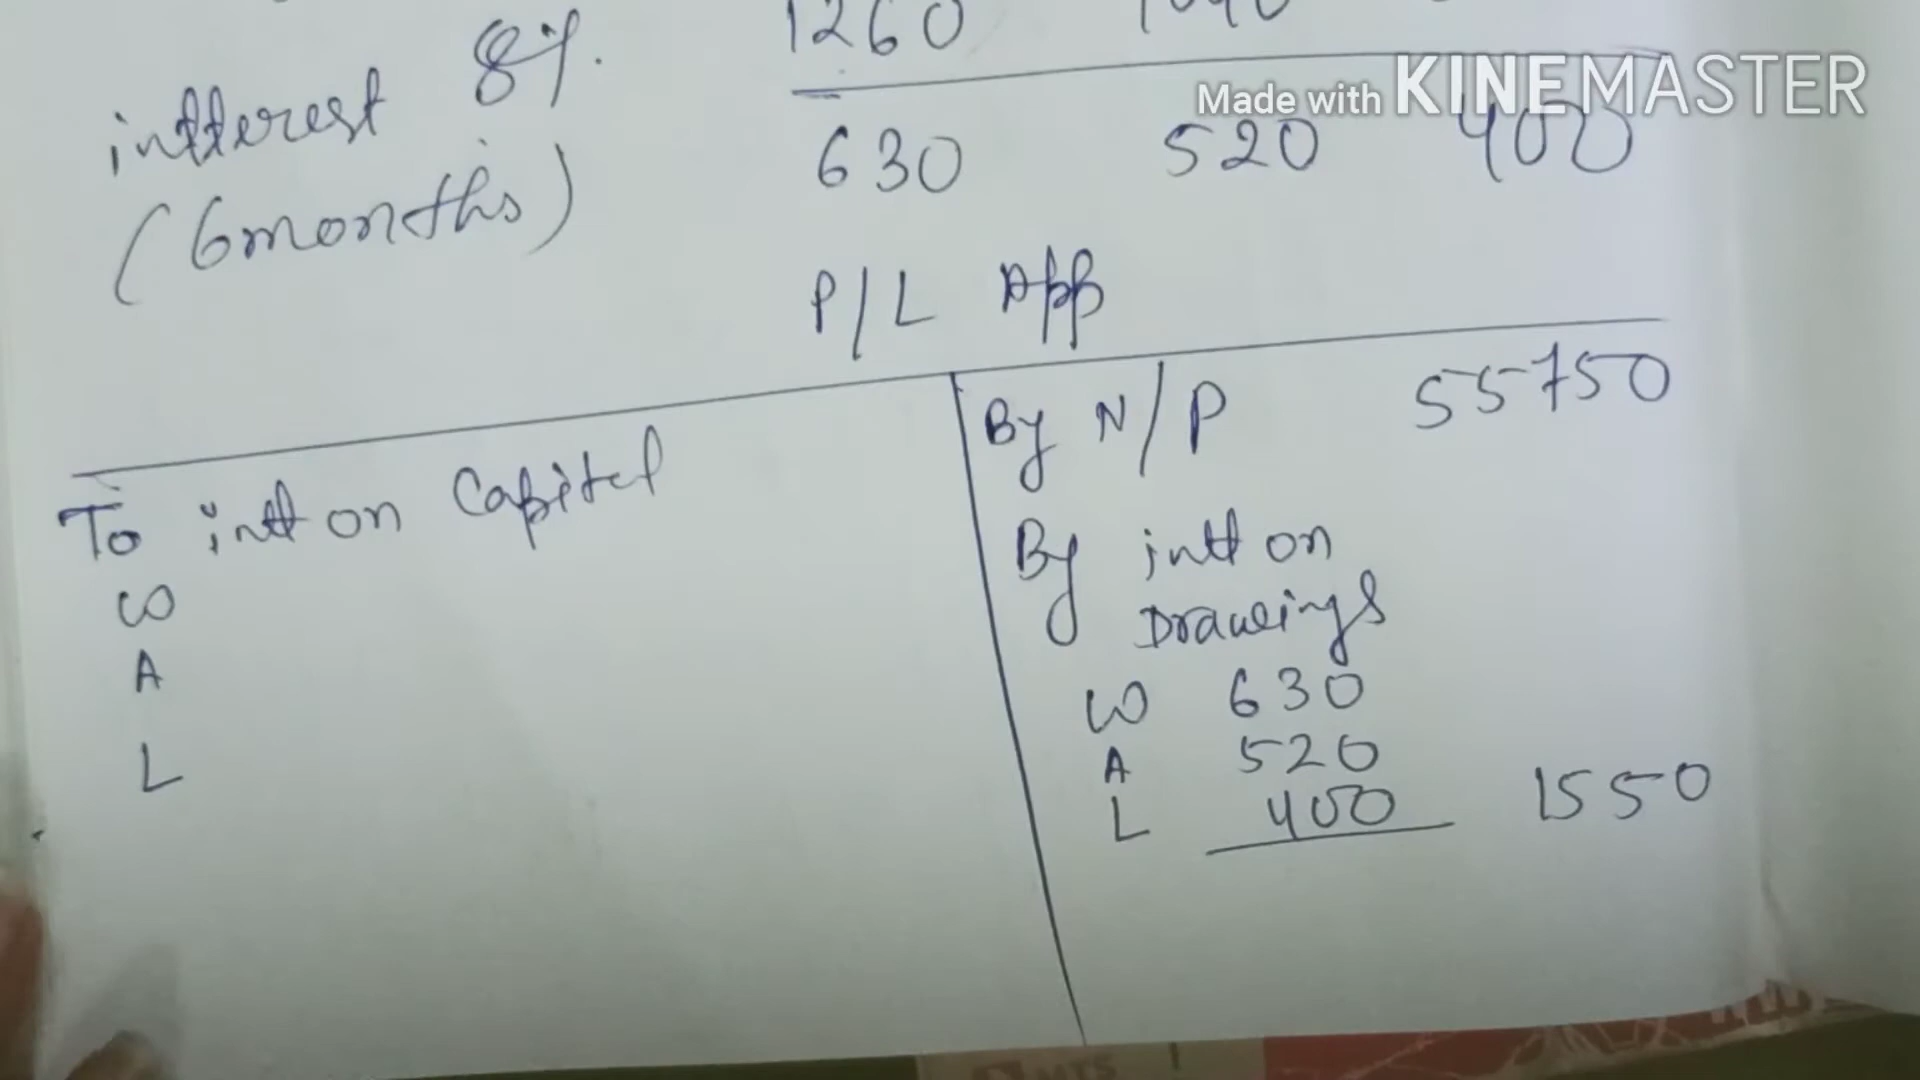 1260
Made with KINEMASTER
intterest 8%.
630 520 400
(6months)
P/L App
By N/P 55750
To intt on Capital
By intt on
Drawings
W
A
L
W 630
A 520
L 400 1550
MTS